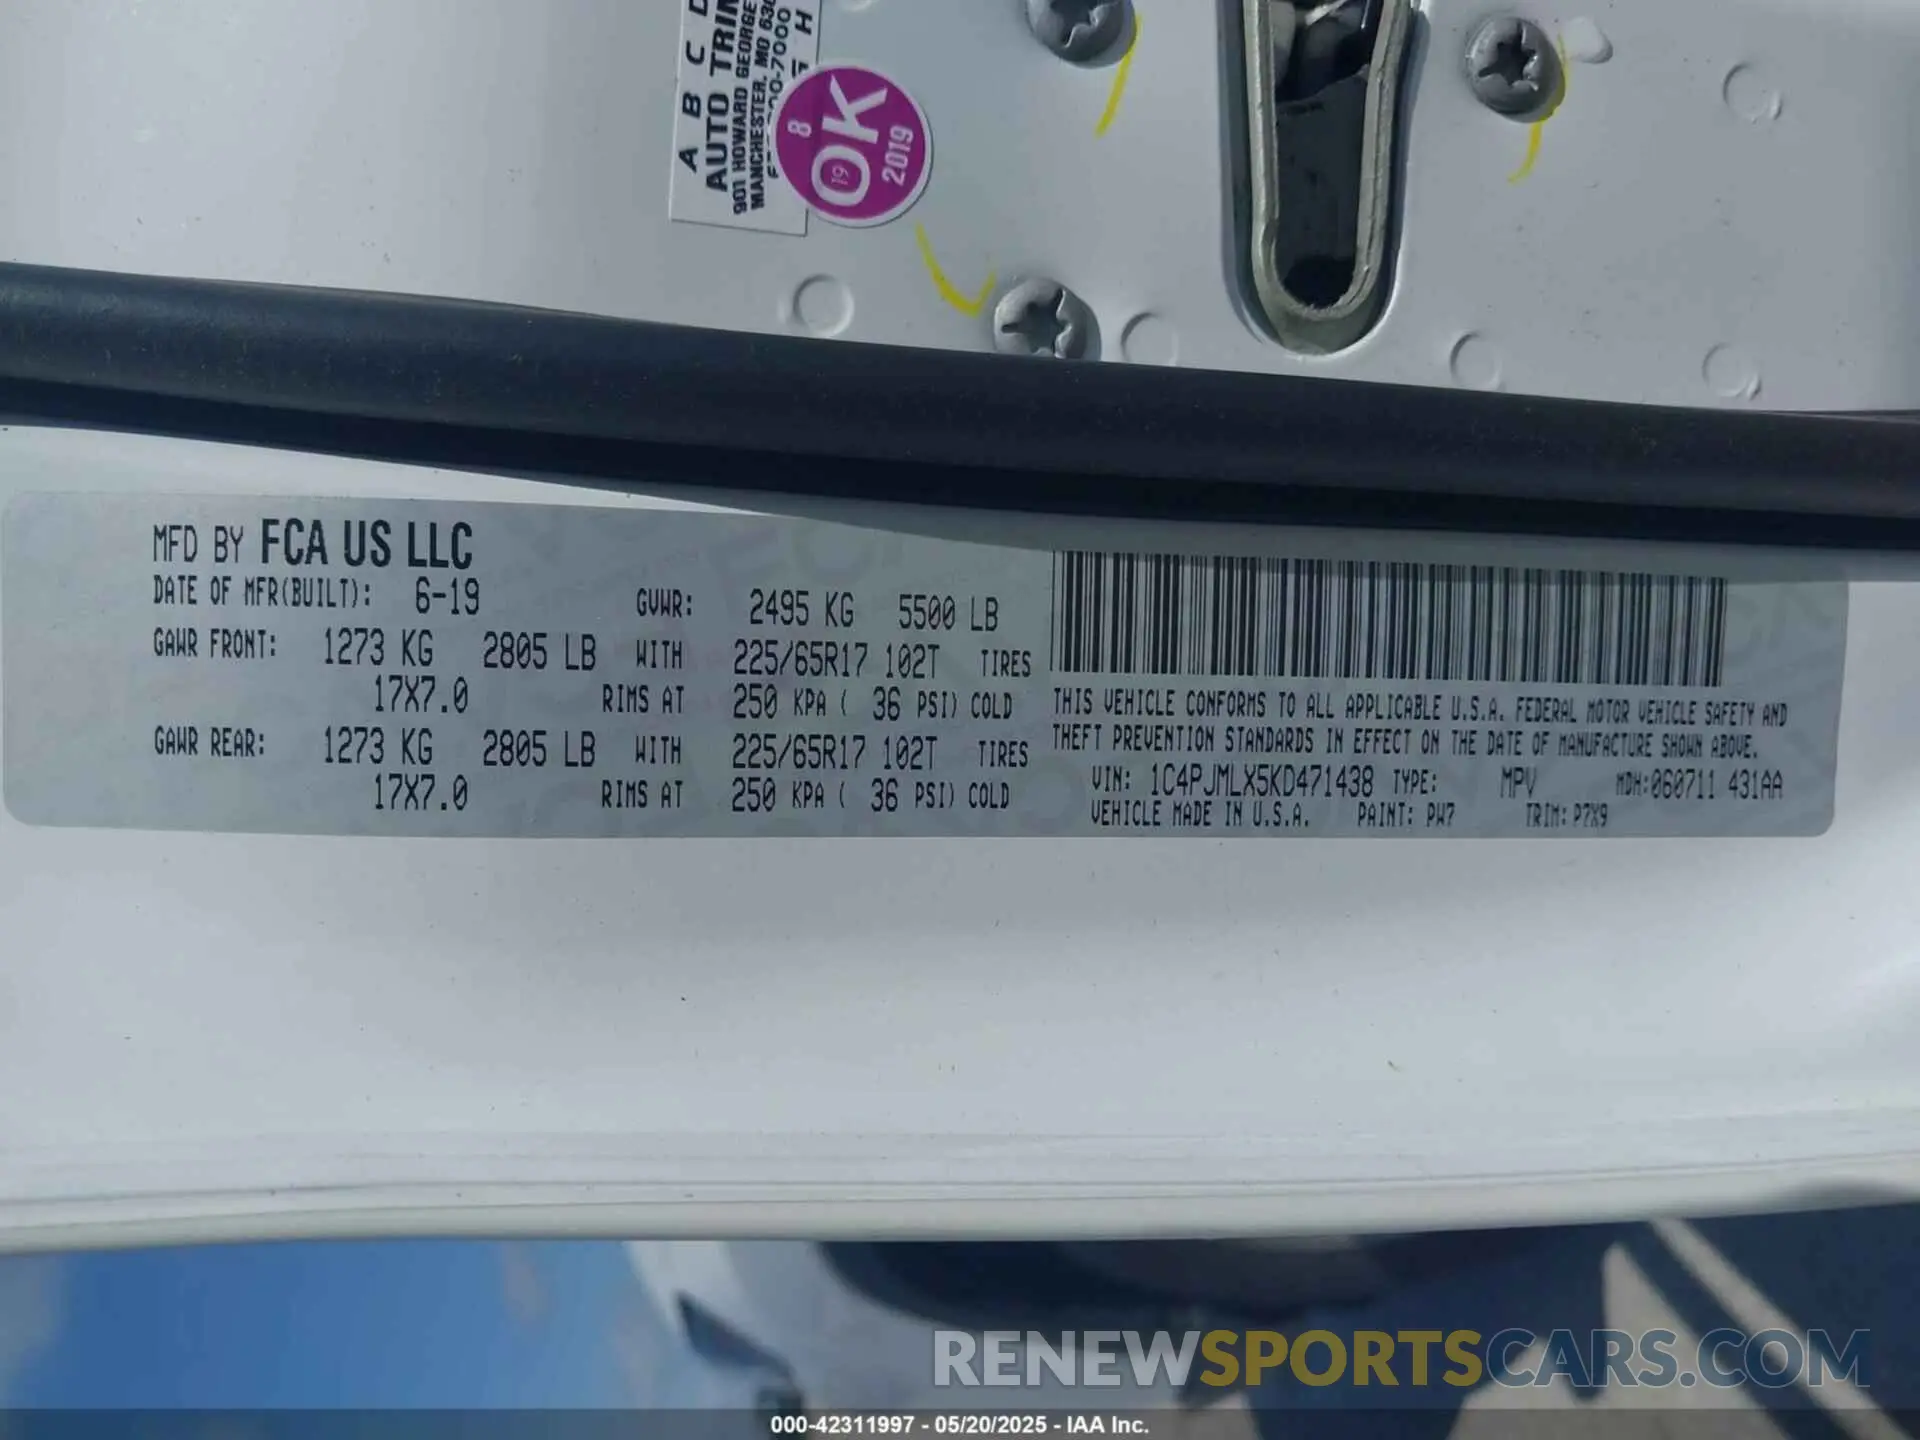 A B C D
AUTO TRIM
901 HOWARD GEORGE
MANCHESTER, MO
00-7000
H
8
OK
19
2019
MFD BY FCA US LLC
DATE OF MFR(BUILT): 6-19 GVWR: 2495 KG 5500 LB
GAWR FRONT: 1273 KG 2805 LB WITH 225/65R17 102T TIRES
17X7.0 RIMS AT 250 KPA ( 36 PSI) COLD
GAWR REAR: 1273 KG 2805 LB WITH 225/65R17 102T TIRES
17X7.0 RIMS AT 250 KPA ( 36 PSI) COLD
THIS VEHICLE CONFORMS TO ALL APPLICABLE U.S.A. FEDERAL MOTOR VEHICLE SAFETY AND
THEFT PREVENTION STANDARDS IN EFFECT ON THE DATE OF MANUFACTURE SHOWN ABOVE.
VIN: 1C4PJMLX5KD471438 TYPE: MPV MDH:060711 431AA
VEHICLE MADE IN U.S.A. PAINT: PW7 TRIM: P7X9
RENEWSPORTSCARS.COM
000-42311997 - 05/20/2025 - IAA Inc.